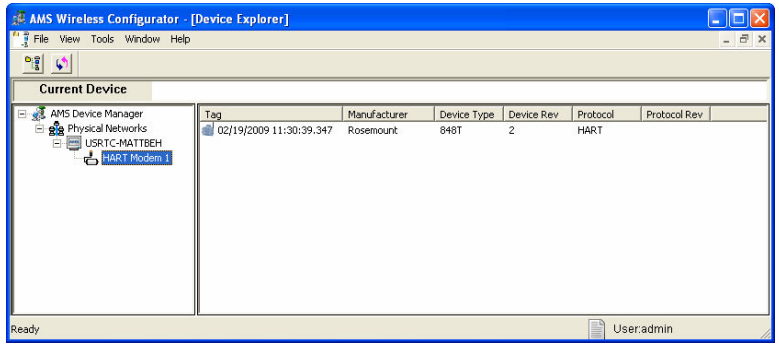 AMS Wireless Configurator - [Device Explorer]
File View Tools Window Help
Current Device
AMS Device Manager
Physical Networks
USRTC-MATTBEH
HART Modem 1
Tag Manufacturer Device Type Device Rev Protocol Protocol Rev
02/19/2009 11:30:39.347 Rosemount 848T 2 HART
Ready User:admin